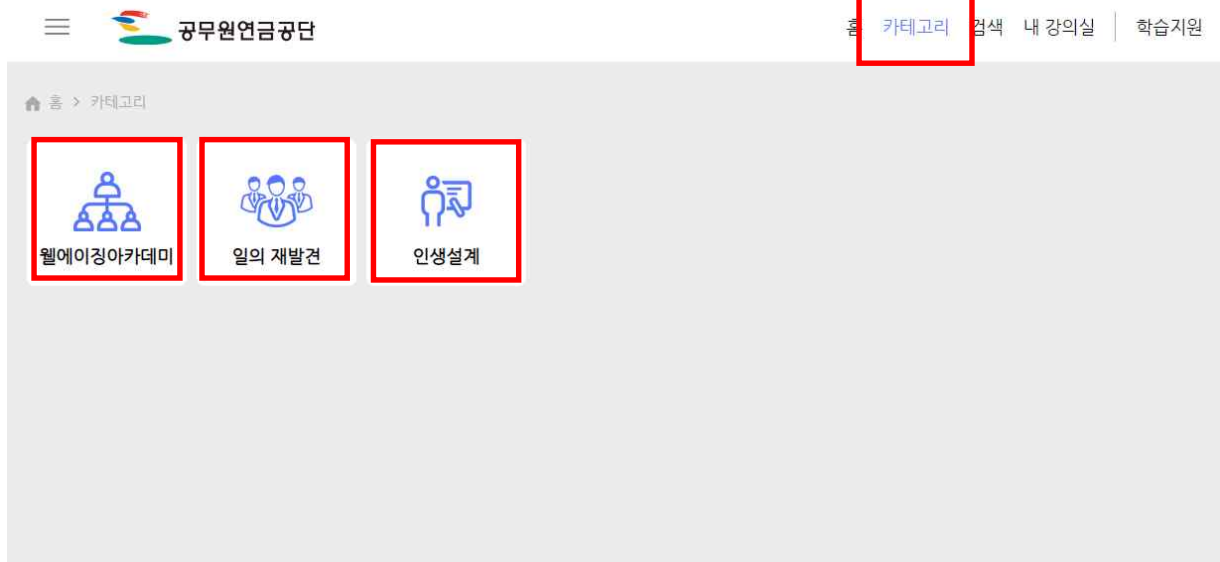 공무원연금공단
홈 카테고리 검색 내 강의실 학습지원
홈 > 카테고리
웰에이징아카데미 일의 재발견 인생설계